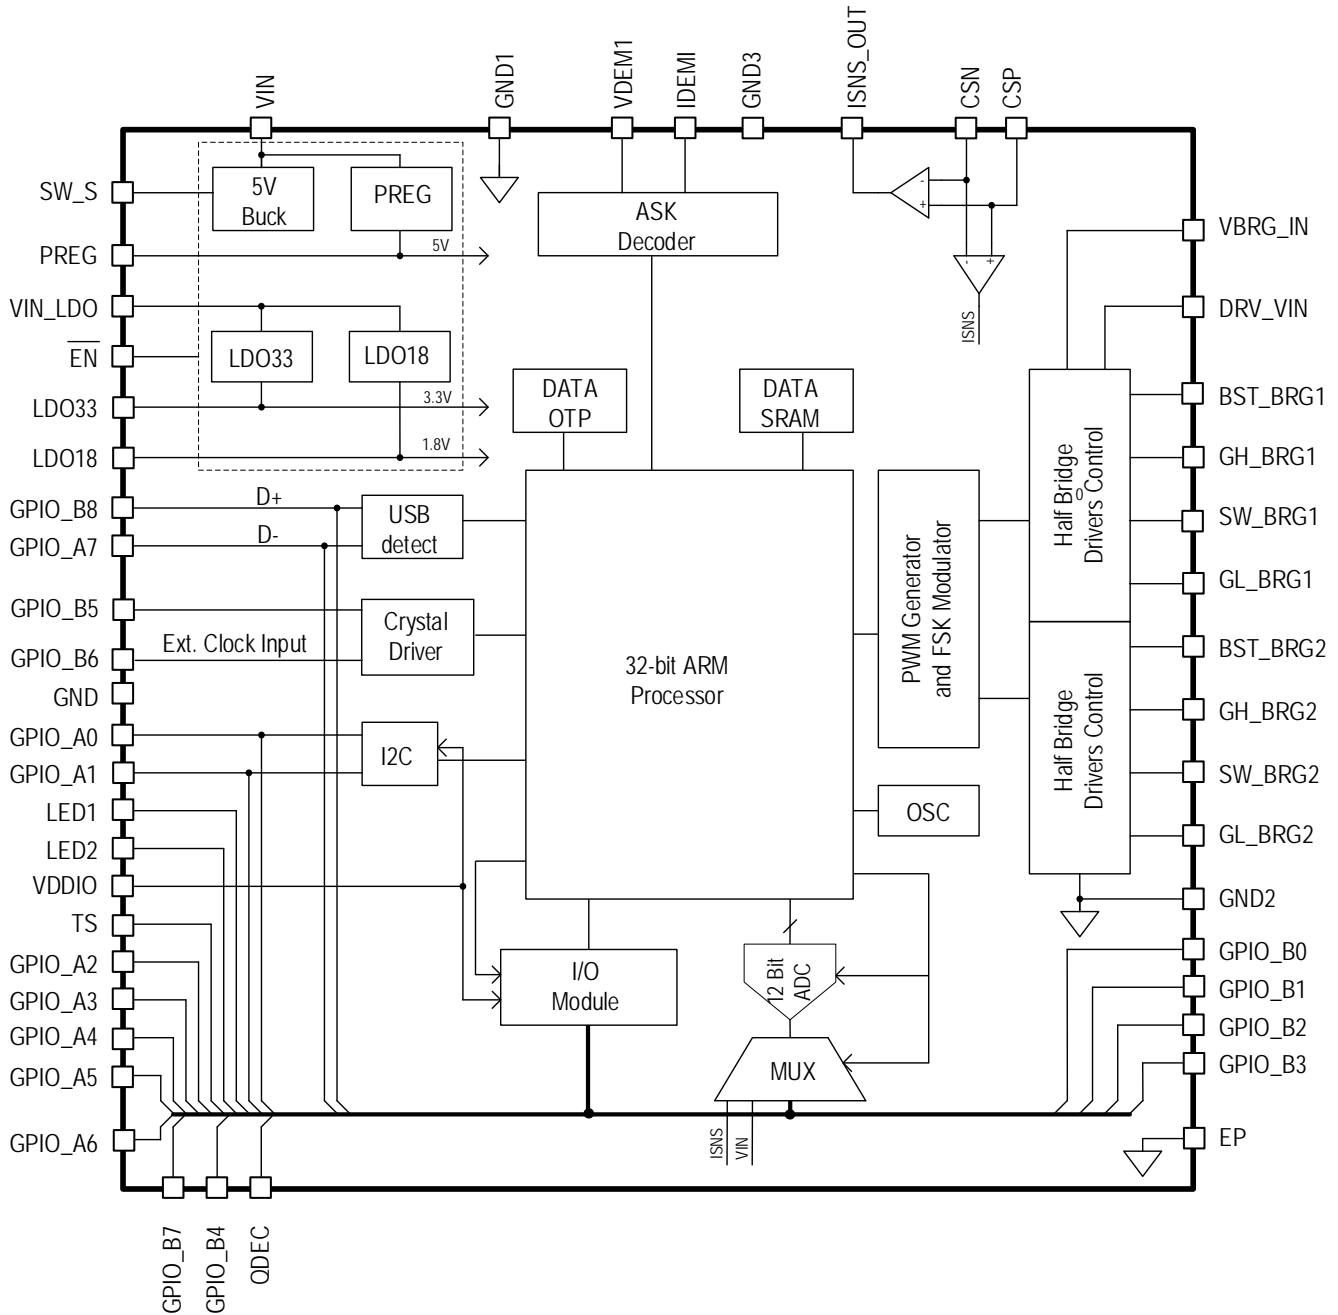 VIN
GND1
VDEM1
IDEMI
GND3
ISNS_OUT
CSN
CSP
SW_S
PREG
VIN_LDO
EN
LDO33
LDO18
GPIO_B8
GPIO_A7
GPIO_B5
GPIO_B6
GND
GPIO_A0
GPIO_A1
LED1
LED2
VDDIO
TS
GPIO_A2
GPIO_A3
GPIO_A4
GPIO_A5
GPIO_A6
5V
Buck
PREG
5V
LDO33
LDO18
3.3V
1.8V
ASK
Decoder
-
+
-
+
ISNS
DATA
OTP
DATA
SRAM
D+
D-
USB
detect
Ext. Clock Input
Crystal
Driver
I2C
32-bit ARM
Processor
PWM Generator
and FSK Modulator
OSC
Half Bridge
Drivers Control
0
Half Bridge
Drivers Control
I/O
Module
12 Bit
ADC
MUX
ISNS
VIN
VBRG_IN
DRV_VIN
BST_BRG1
GH_BRG1
SW_BRG1
GL_BRG1
BST_BRG2
GH_BRG2
SW_BRG2
GL_BRG2
GND2
GPIO_B0
GPIO_B1
GPIO_B2
GPIO_B3
EP
GPIO_B7
GPIO_B4
QDEC